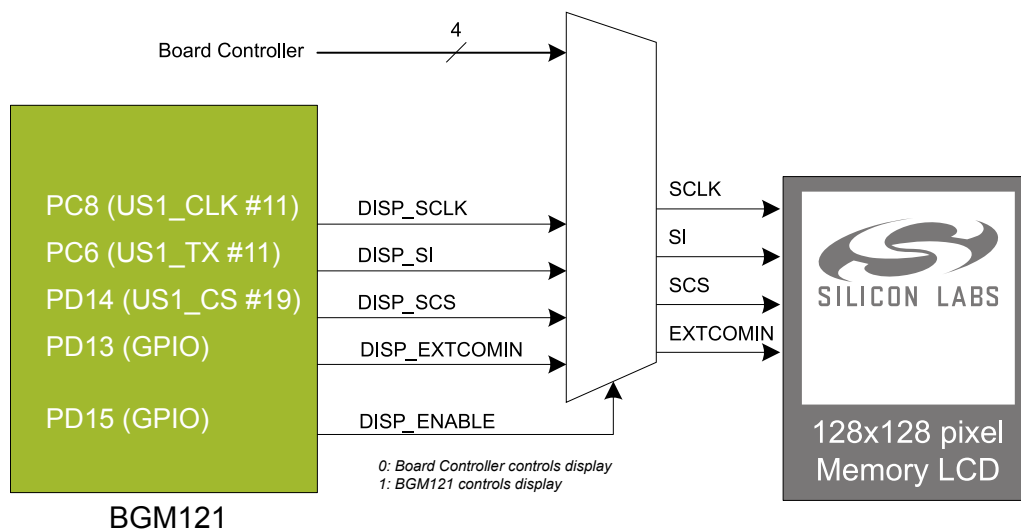 4
Board Controller
PC8 (US1_CLK #11)
DISP_SCLK
SCLK
PC6 (US1_TX #11)
DISP_SI
SI
PD14 (US1_CS #19)
DISP_SCS
SCS
PD13 (GPIO)
DISP_EXTCOMIN
EXTCOMIN
PD15 (GPIO)
DISP_ENABLE
SILICON LABS
128x128 pixel
Memory LCD
0: Board Controller controls display
1: BGM121 controls display
BGM121